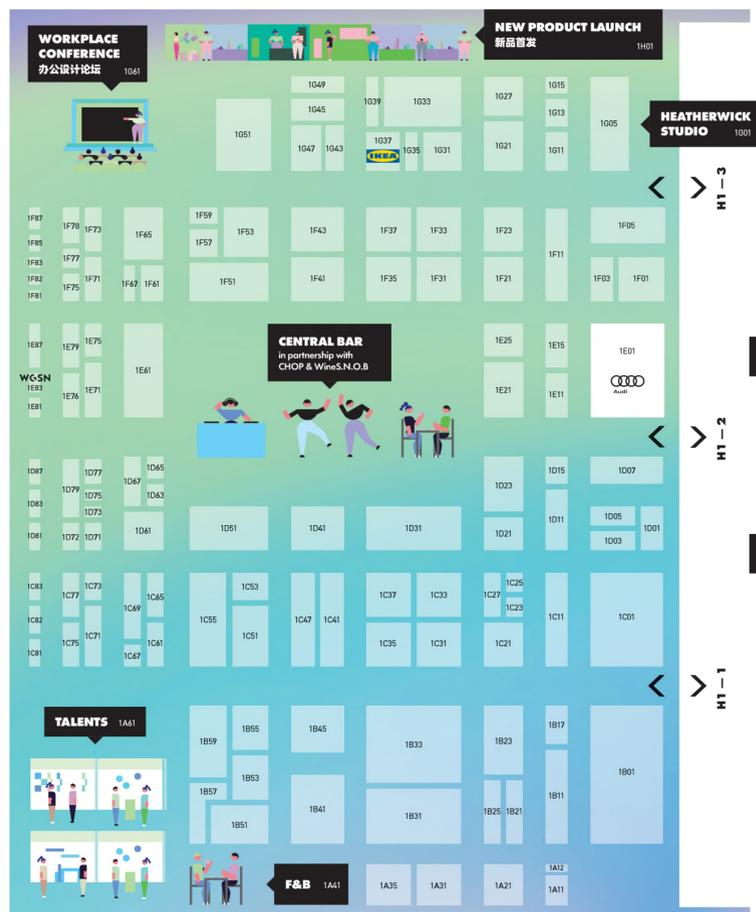 WORKPLACE
CONFERENCE
办公设计论坛 1G61
NEW PRODUCT LAUNCH
新品首发
1H01
HEATHERWICK
STUDIO 1G01
1G49
1G45
1G47 1G43
1G51
1G39 1G33
1G37
IKEA
1G35 1G31
1G27
1G21
1G15
1G13
1G11
1G05
H1—3
1F87
1F85
1F83
1F82
1F81
1F78 1F73
1F77
1F75 1F71
1F65
1F67 1F61
1F59
1F57 1F53
1F51
1F43
1F41
1F37 1F33
1F35 1F31
1F23
1F21
1F11
1F05
1F03 1F01
1E87
WGSN
1E83
1E81
1E79 1E75
1E76 1E71
1E61
CENTRAL BAR
in partnership with
CHOP & WineS.N.O.B
1E25
1E21
1E15
1E11
1E01
Audi
H1—2
1D87
1D83
1D81
1D79 1D77
1D75
1D73
1D72 1D71
1D67 1D65
1D63
1D61
1D51
1D41
1D31
1D23
1D21
1D15
1D11
1D07
1D05
1D03 1D01
1C83
1C82
1C81
1C77 1C73
1C75 1C71
1C69 1C65
1C67 1C61
1C55 1C53
1C51
1C47 1C41
1C37 1C33
1C35 1C31
1C27 1C25
1C23
1C21
1C11
1C01
H1—1
TALENTS 1A61
1B59 1B55
1B53
1B57
1B51
1B45
1B41
1B33
1B31
1B23
1B25 1B21
1B17
1B11
1B01
F&B 1A41
1A35 1A31
1A21
1A12
1A11